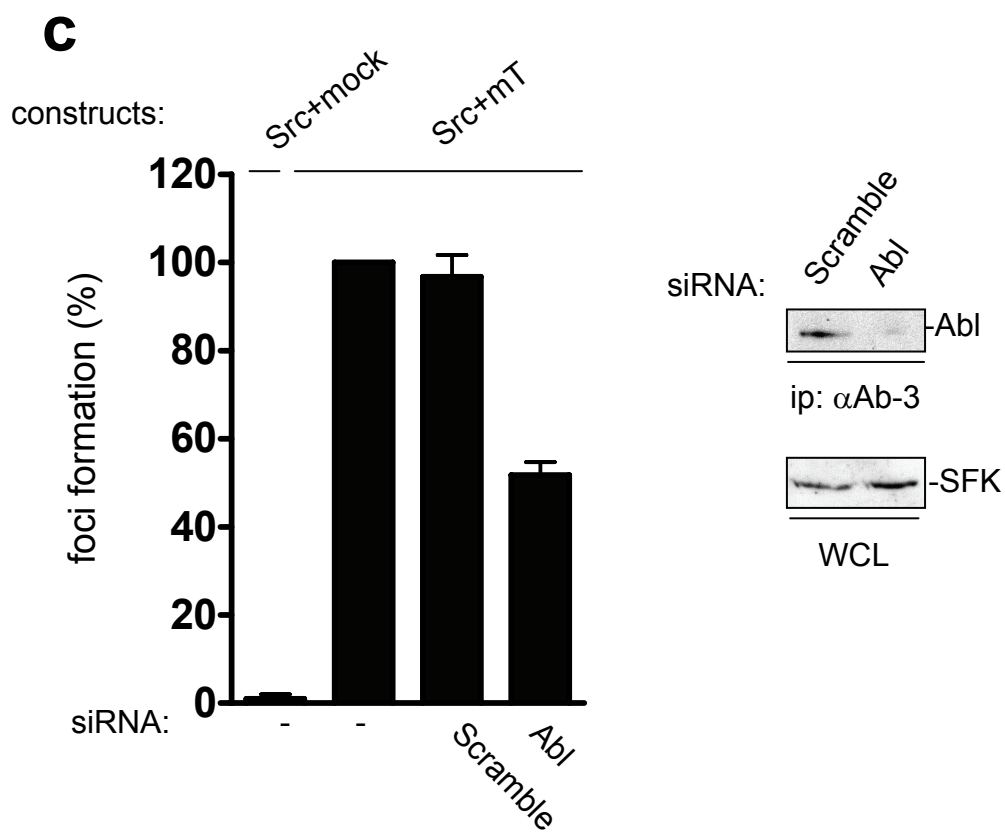 c
constructs:
Src+mock
Src+mT
120
100
80
60
40
20
0
foci formation (%)
siRNA:
-
-
Scramble
Abl
siRNA:
Scramble
Abl
-Abl
ip: αAb-3
-SFK
WCL